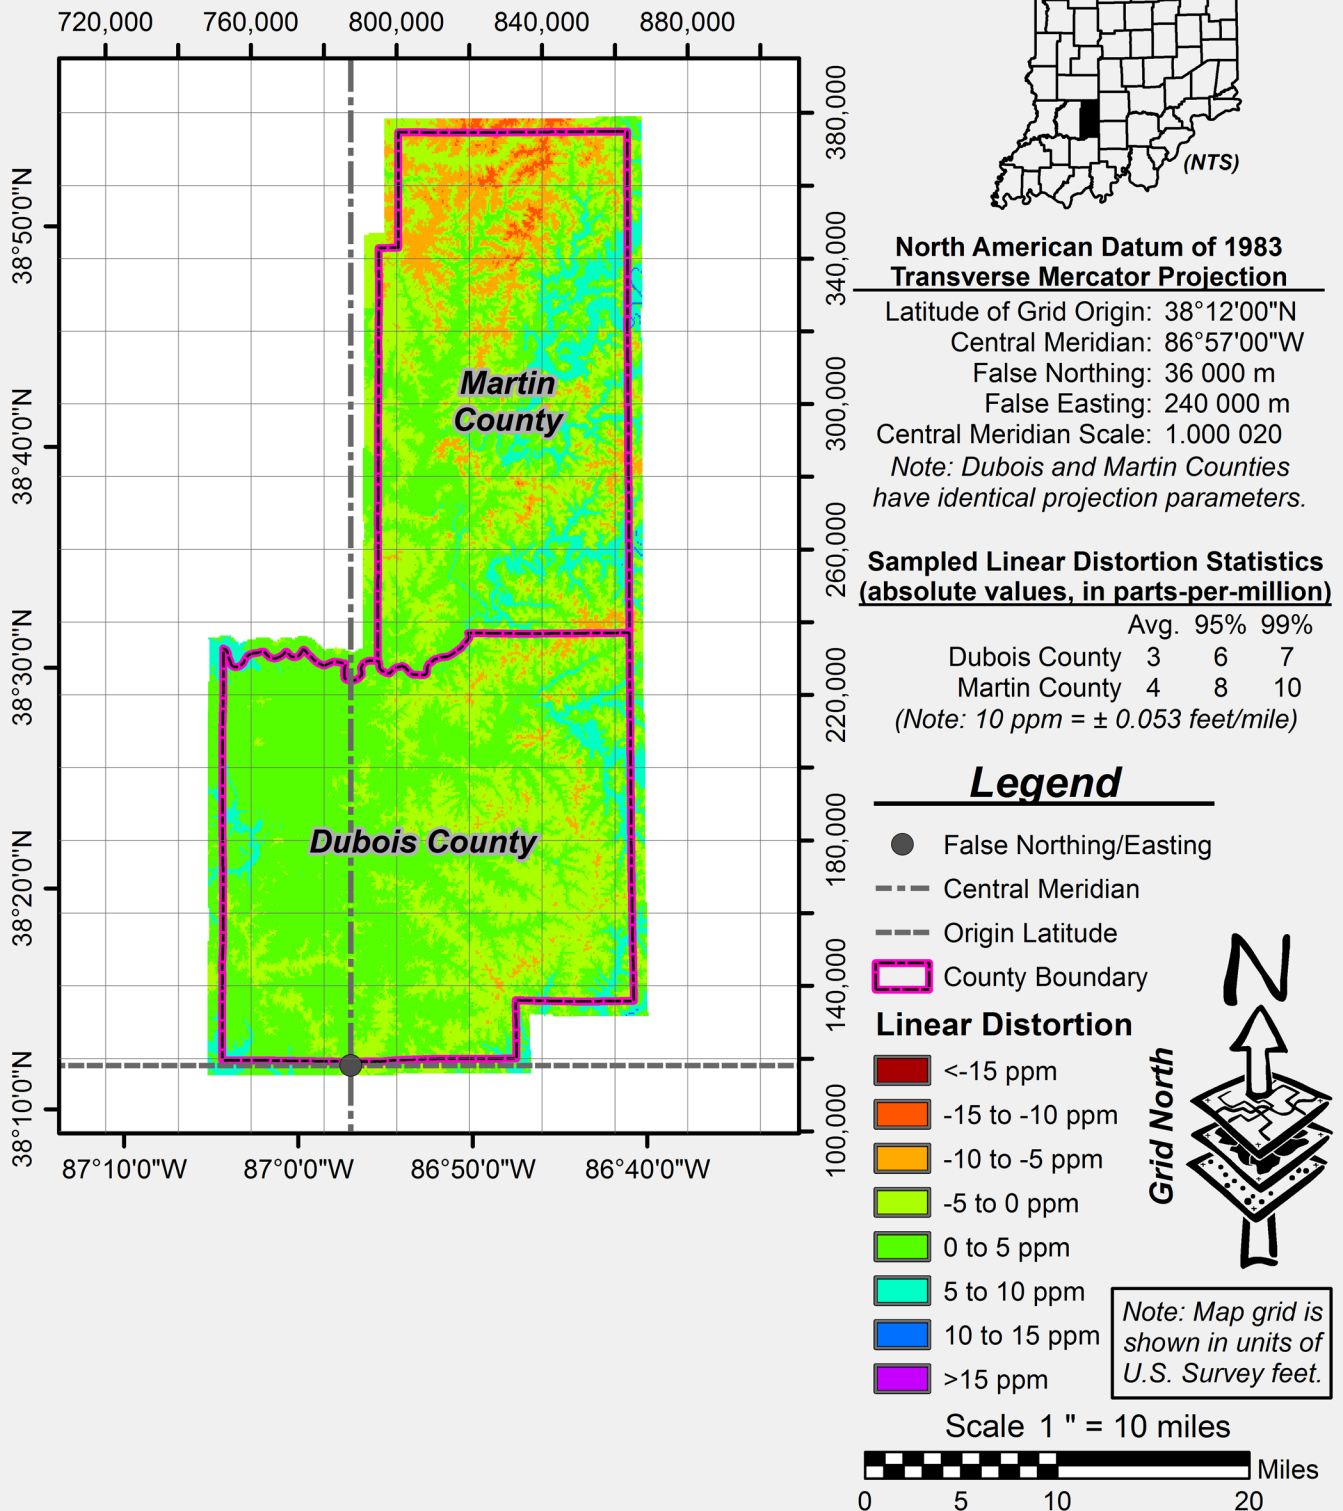 720,000 760,000 800,000 840,000 880,000
380,000
340,000
300,000
260,000
220,000
180,000
140,000
100,000
38°50'0"N
38°40'0"N
38°30'0"N
38°20'0"N
38°10'0"N
87°10'0"W 87°0'0"W 86°50'0"W 86°40'0"W
Martin
County
Dubois County
(NTS)
North American Datum of 1983
Transverse Mercator Projection
Latitude of Grid Origin: 38°12'00"N
Central Meridian: 86°57'00"W
False Northing: 36 000 m
False Easting: 240 000 m
Central Meridian Scale: 1.000 020
Note: Dubois and Martin Counties
have identical projection parameters.
Sampled Linear Distortion Statistics
(absolute values, in parts-per-million)
Avg. 95% 99%
Dubois County 3 6 7
Martin County 4 8 10
(Note: 10 ppm = ± 0.053 feet/mile)
Legend
False Northing/Easting
Central Meridian
Origin Latitude
County Boundary
Linear Distortion
<-15 ppm
-15 to -10 ppm
-10 to -5 ppm
-5 to 0 ppm
0 to 5 ppm
5 to 10 ppm
10 to 15 ppm
>15 ppm
N
Grid North
Note: Map grid is
shown in units of
U.S. Survey feet.
Scale 1 " = 10 miles
Miles
0 5 10 20